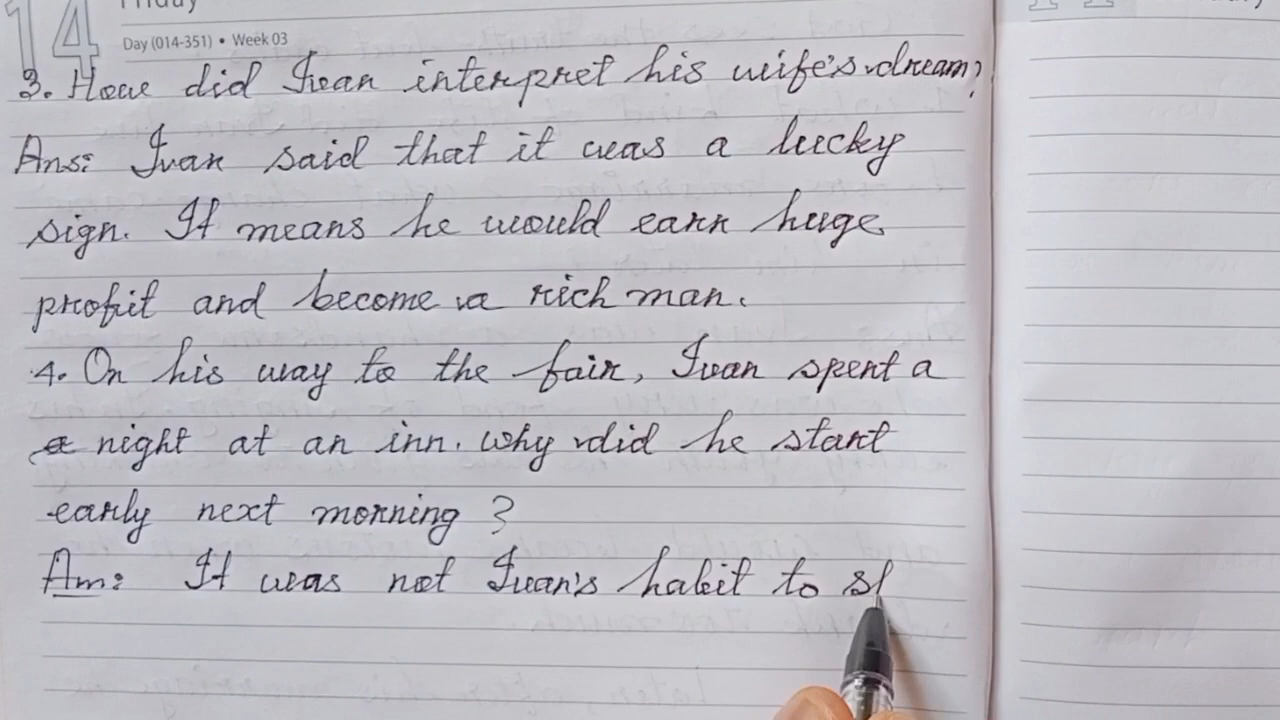 14
Friday
Day (014-351) • Week 03
3. How did Ivan interpret his wife's dream?
Ans: Ivan said that it was a lucky
sign. It means he would earn huge
profit and become a rich man.
4. On his way to the fair, Ivan spent a
a night at an inn. why did he start
early next morning?
Ans: It was not Ivan's habit to sl